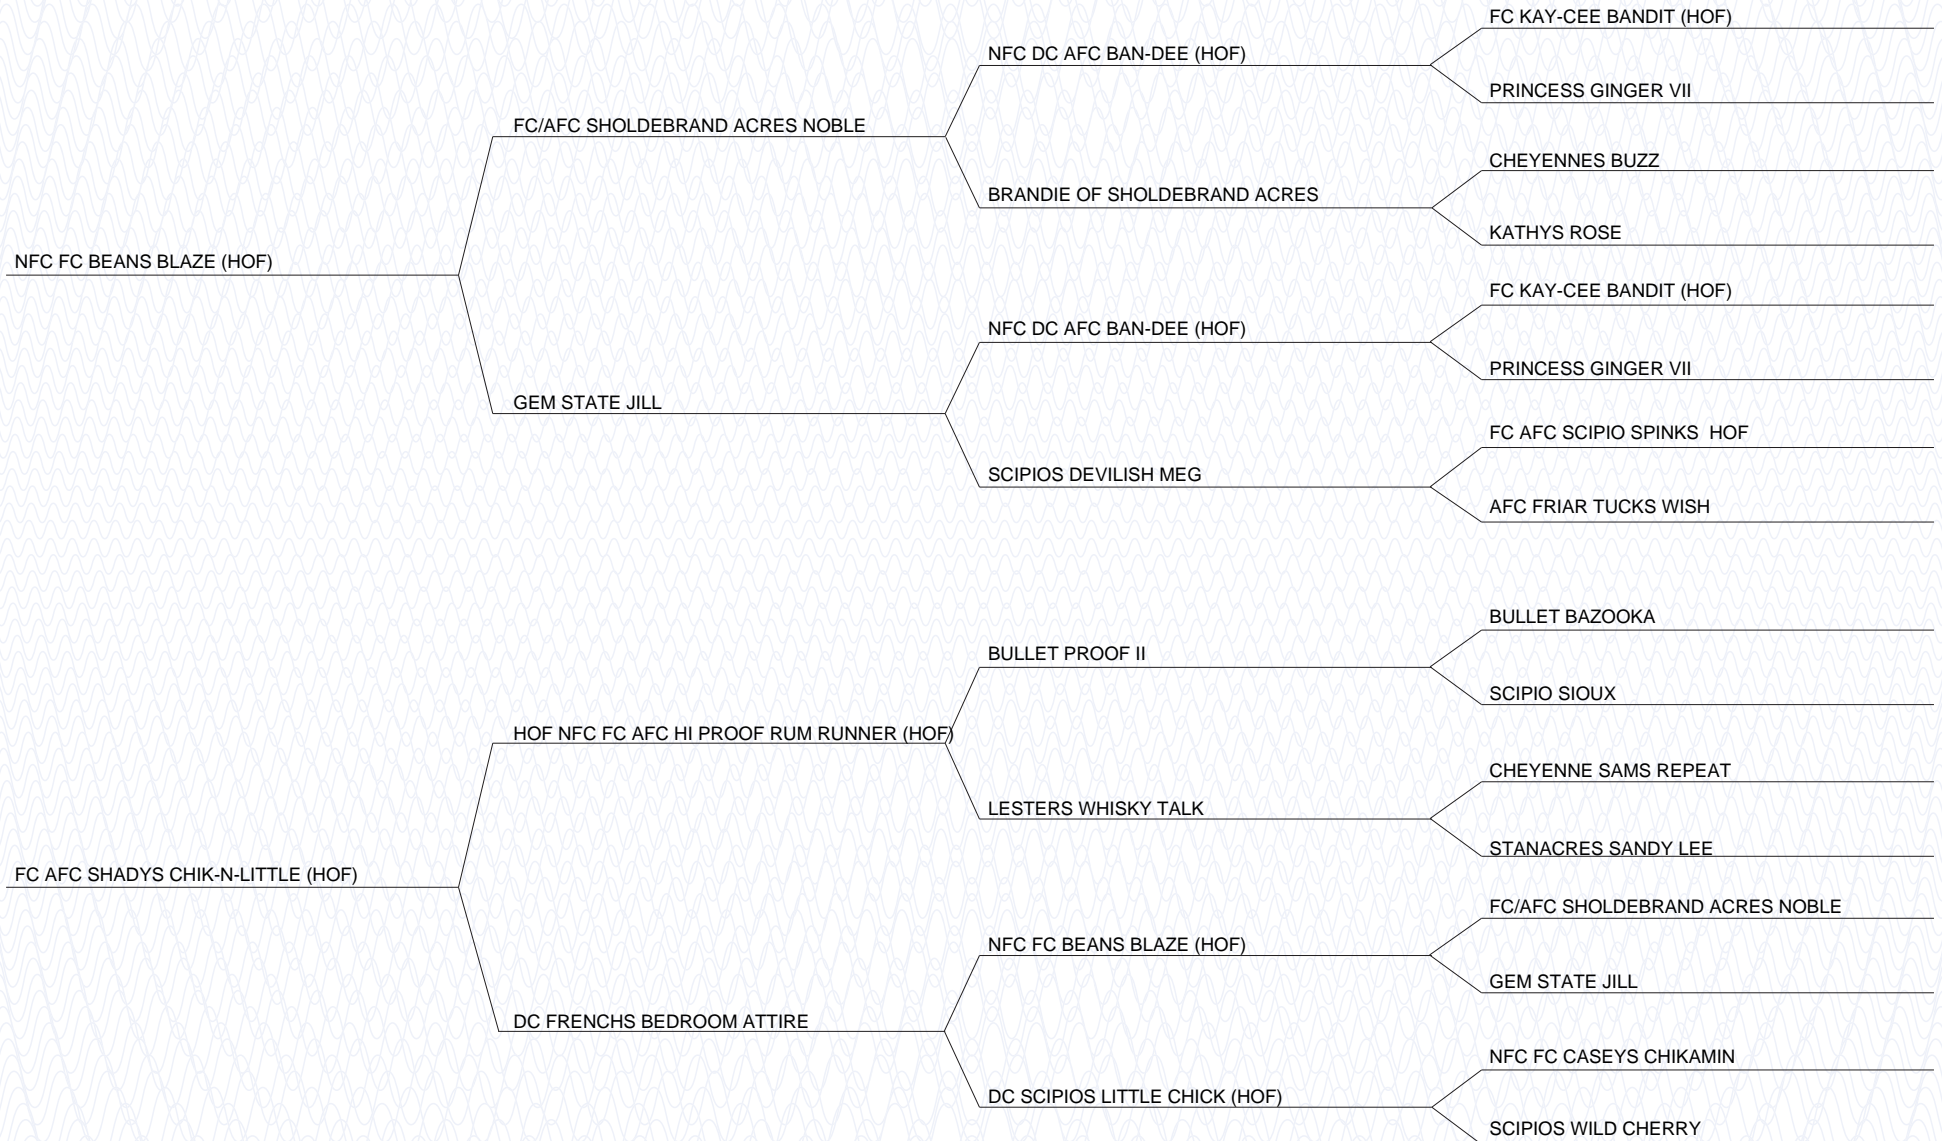 FC KAY-CEE BANDIT (HOF)
NFC DC AFC BAN-DEE (HOF)
PRINCESS GINGER VII
FC/AFC SHOLDEBRAND ACRES NOBLE
CHEYENNES BUZZ
BRANDIE OF SHOLDEBRAND ACRES
KATHYS ROSE
NFC FC BEANS BLAZE (HOF)
FC KAY-CEE BANDIT (HOF)
NFC DC AFC BAN-DEE (HOF)
PRINCESS GINGER VII
GEM STATE JILL
FC AFC SCIPIO SPINKS  HOF
SCIPIOS DEVILISH MEG
AFC FRIAR TUCKS WISH
BULLET BAZOOKA
BULLET PROOF II
SCIPIO SIOUX
HOF NFC FC AFC HI PROOF RUM RUNNER (HOF)
CHEYENNE SAMS REPEAT
LESTERS WHISKY TALK
STANACRES SANDY LEE
FC AFC SHADYS CHIK-N-LITTLE (HOF)
FC/AFC SHOLDEBRAND ACRES NOBLE
NFC FC BEANS BLAZE (HOF)
GEM STATE JILL
DC FRENCHS BEDROOM ATTIRE
NFC FC CASEYS CHIKAMIN
DC SCIPIOS LITTLE CHICK (HOF)
SCIPIOS WILD CHERRY